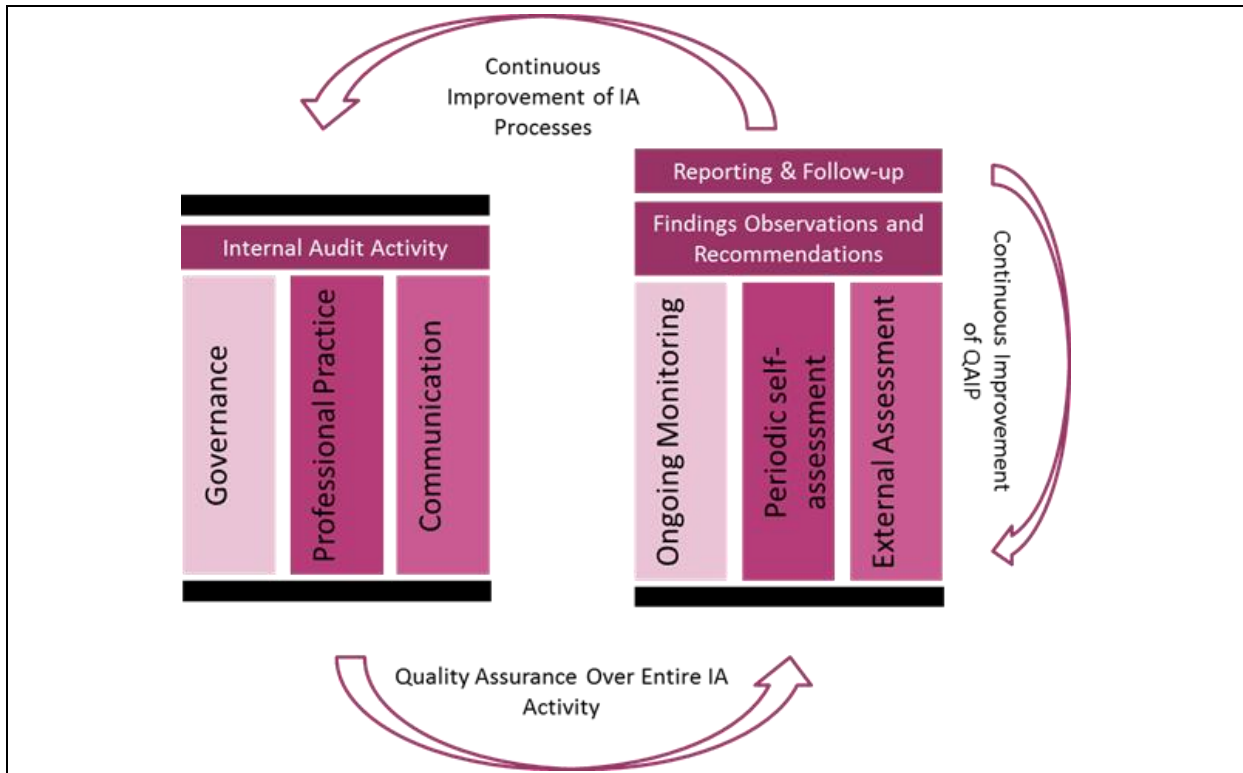 Continuous
Improvement of IA
Processes
Internal Audit Activity
Governance
Professional Practice
Communication
Reporting & Follow-up
Findings Observations and
Recommendations
Ongoing Monitoring
Periodic self-
assessment
External Assessment
Continuous Improvement
of QAIP
Quality Assurance Over Entire IA
Activity